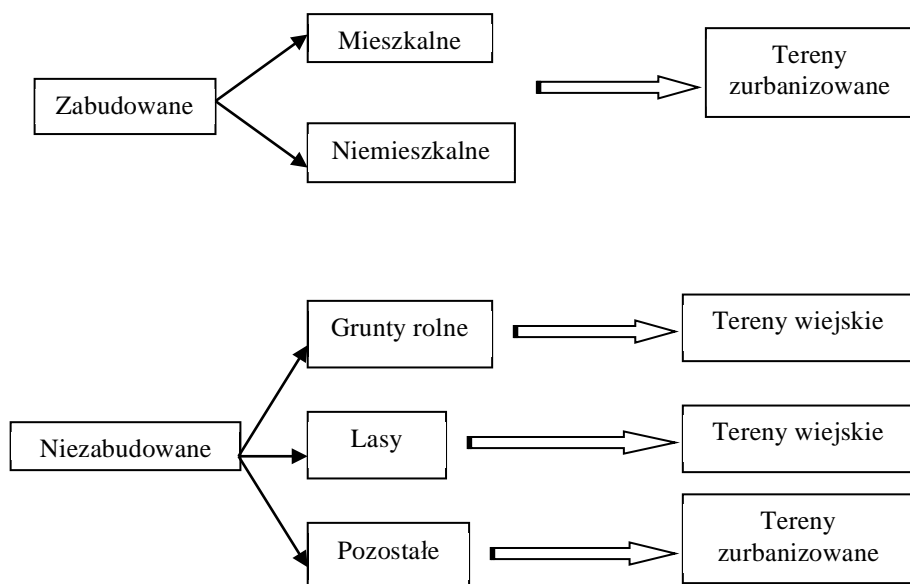 Mieszkalne
Tereny
zurbanizowane
Zabudowane
Niemieszkalne
Grunty rolne
Tereny wiejskie
Niezabudowane
Lasy
Tereny wiejskie
Pozostałe
Tereny
zurbanizowane